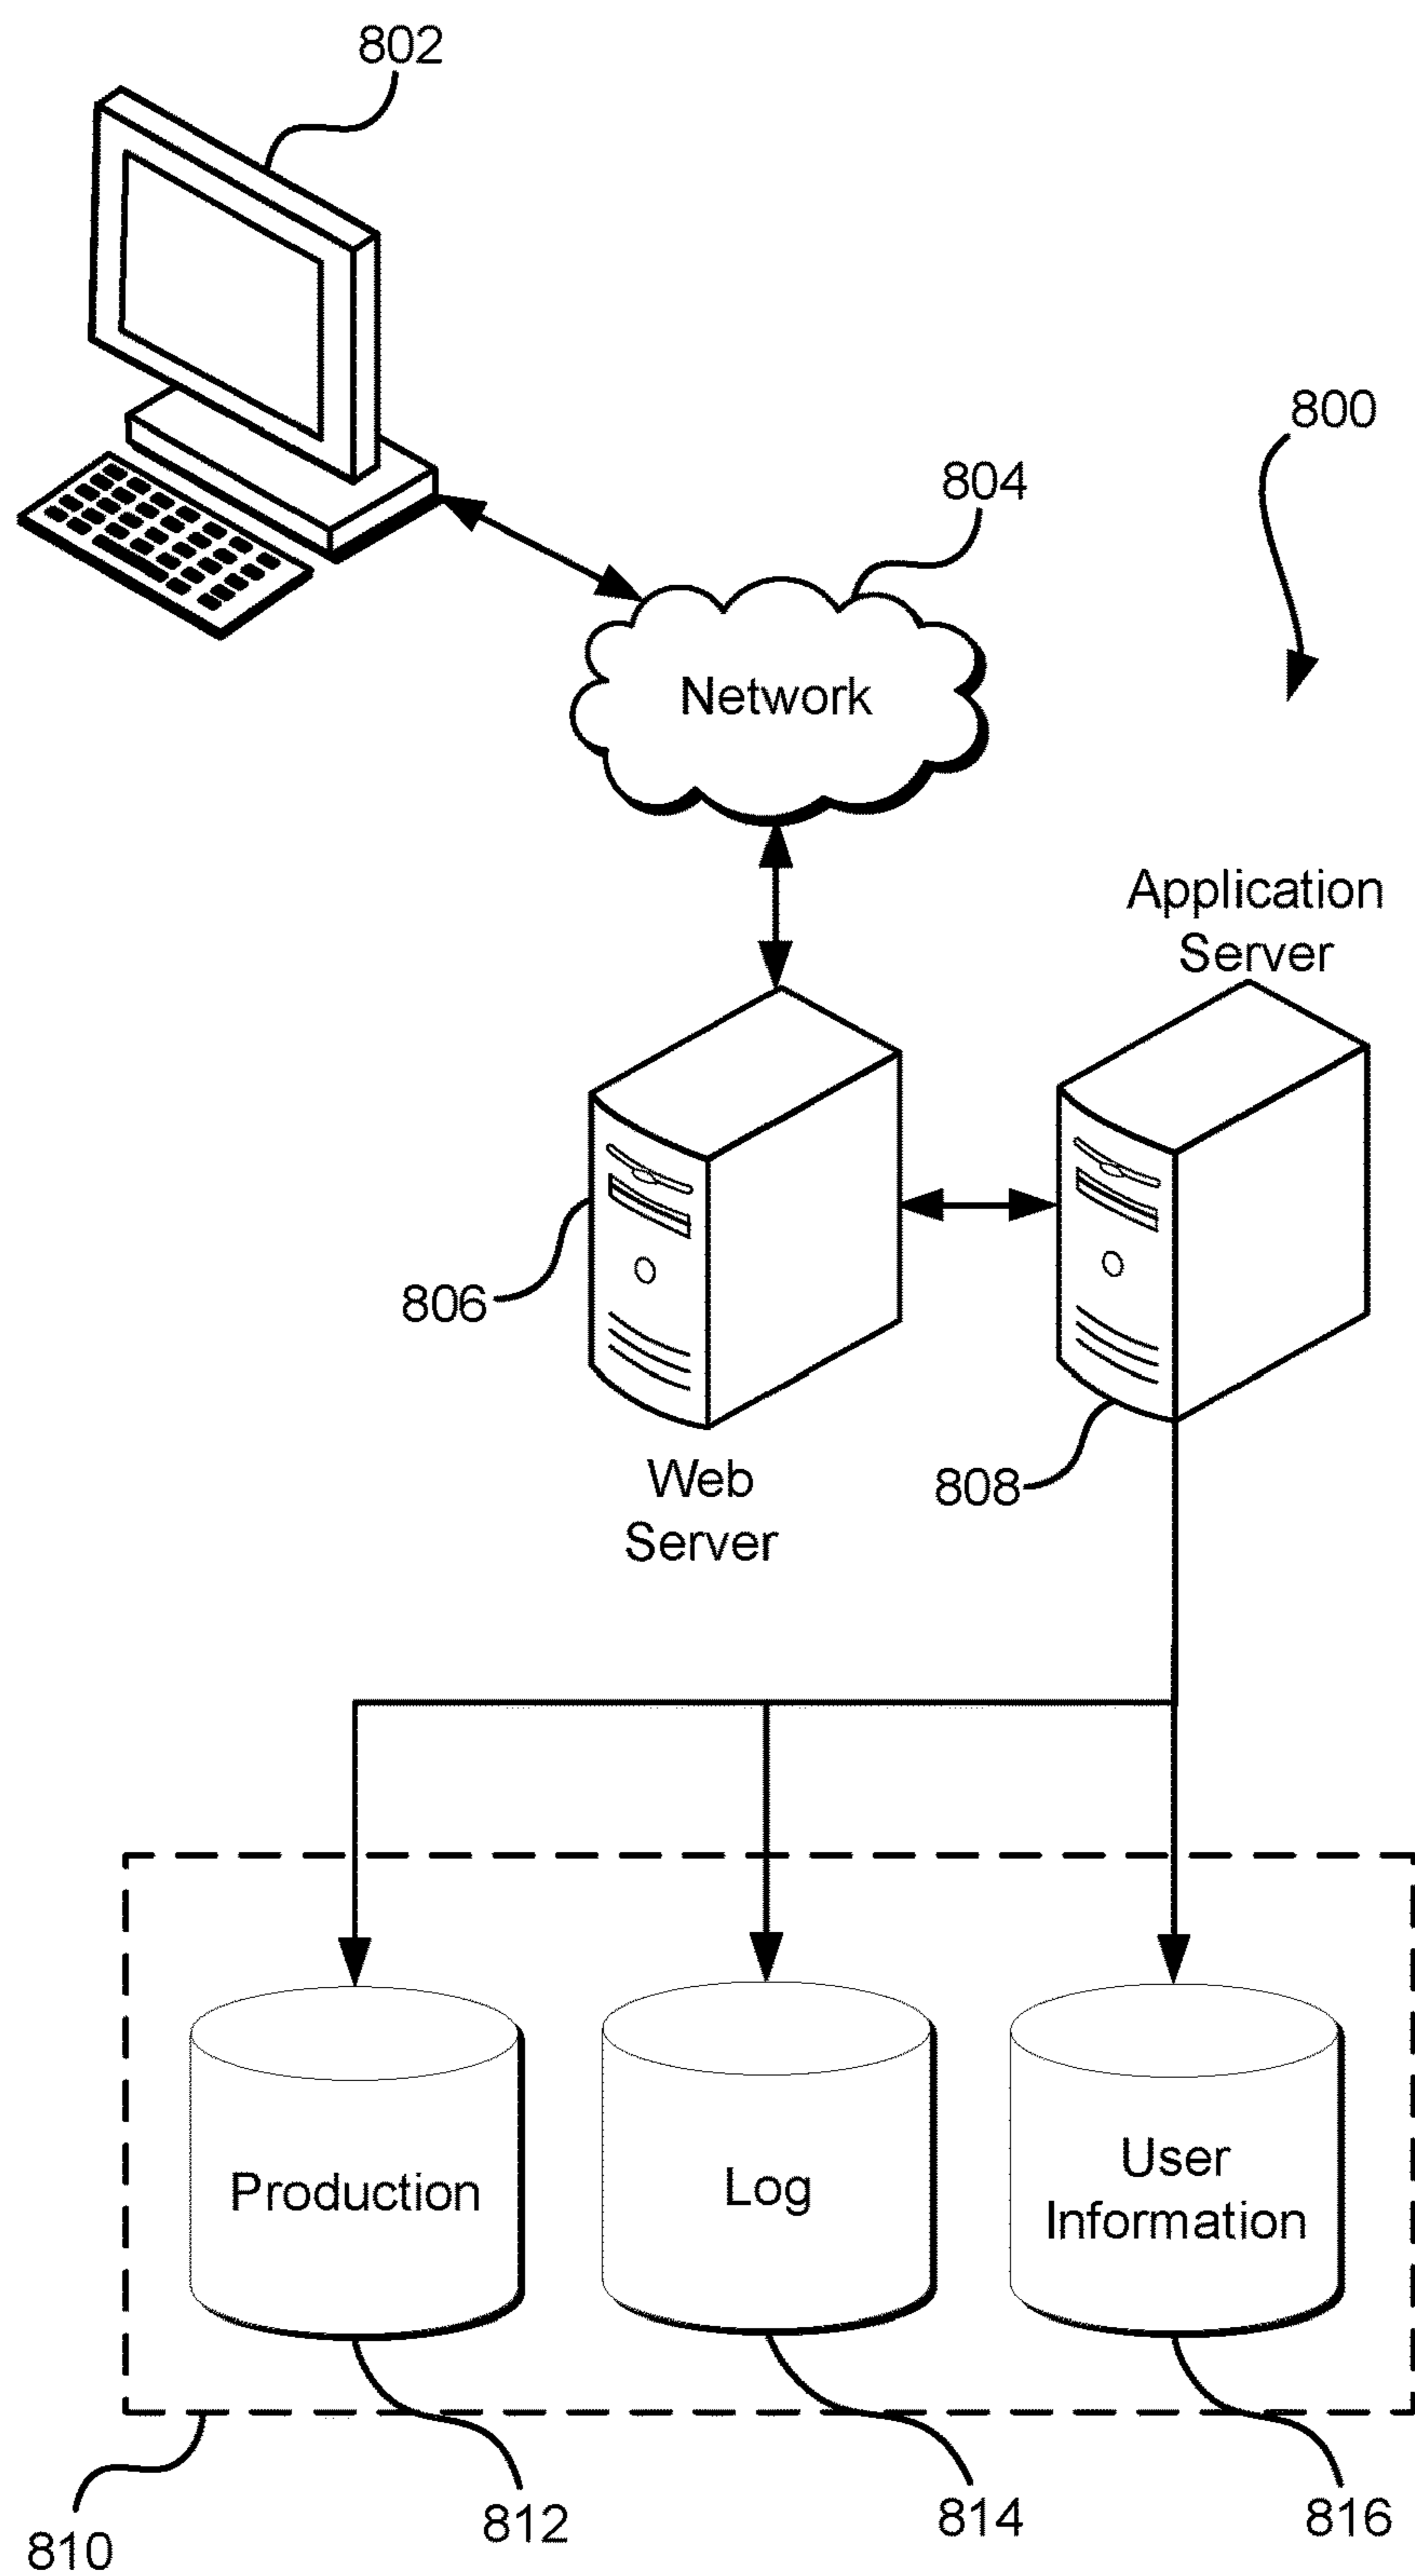 802
800
804
Network
Application
Server
806
Web
Server
808
Production
Log
User
Information
810
812
814
816